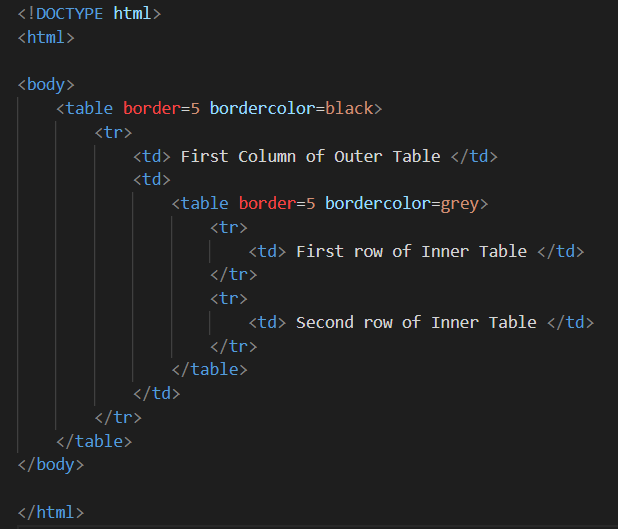 <!DOCTYPE html>
<html>
<body>
<table border=5 bordercolor=black>
<tr>
<td> First Column of Outer Table </td>
<td>
<table border=5 bordercolor=grey>
<tr>
<td> First row of Inner Table </td>
</tr>
<tr>
<td> Second row of Inner Table </td>
</tr>
</table>
</td>
</tr>
</table>
</body>
</html>